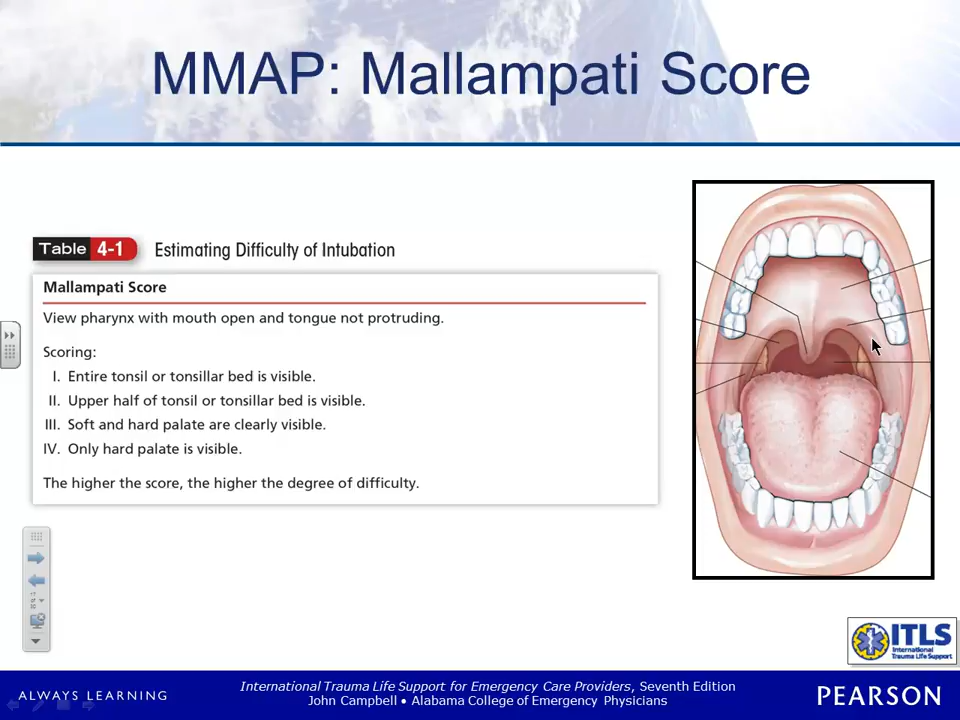 MMAP: Mallampati Score
Table 4-1 Estimating Difficulty of Intubation
Mallampati Score
View pharynx with mouth open and tongue not protruding.
Scoring:
I. Entire tonsil or tonsillar bed is visible.
II. Upper half of tonsil or tonsillar bed is visible.
III. Soft and hard palate are clearly visible.
IV. Only hard palate is visible.
The higher the score, the higher the degree of difficulty.
ITLS
International
Trauma Life Support
ALWAYS LEARNING
International Trauma Life Support for Emergency Care Providers, Seventh Edition
John Campbell • Alabama College of Emergency Physicians
PEARSON